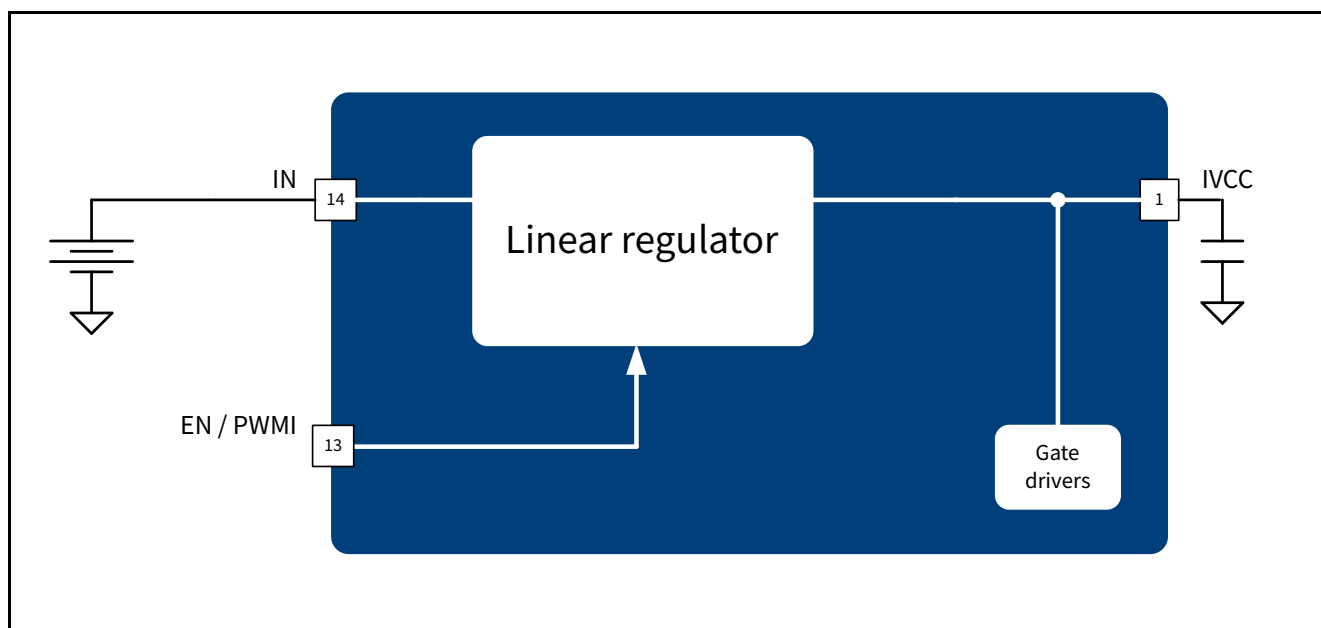 IN
14
Linear regulator
1
IVCC
EN / PWMI
13
Gate
drivers